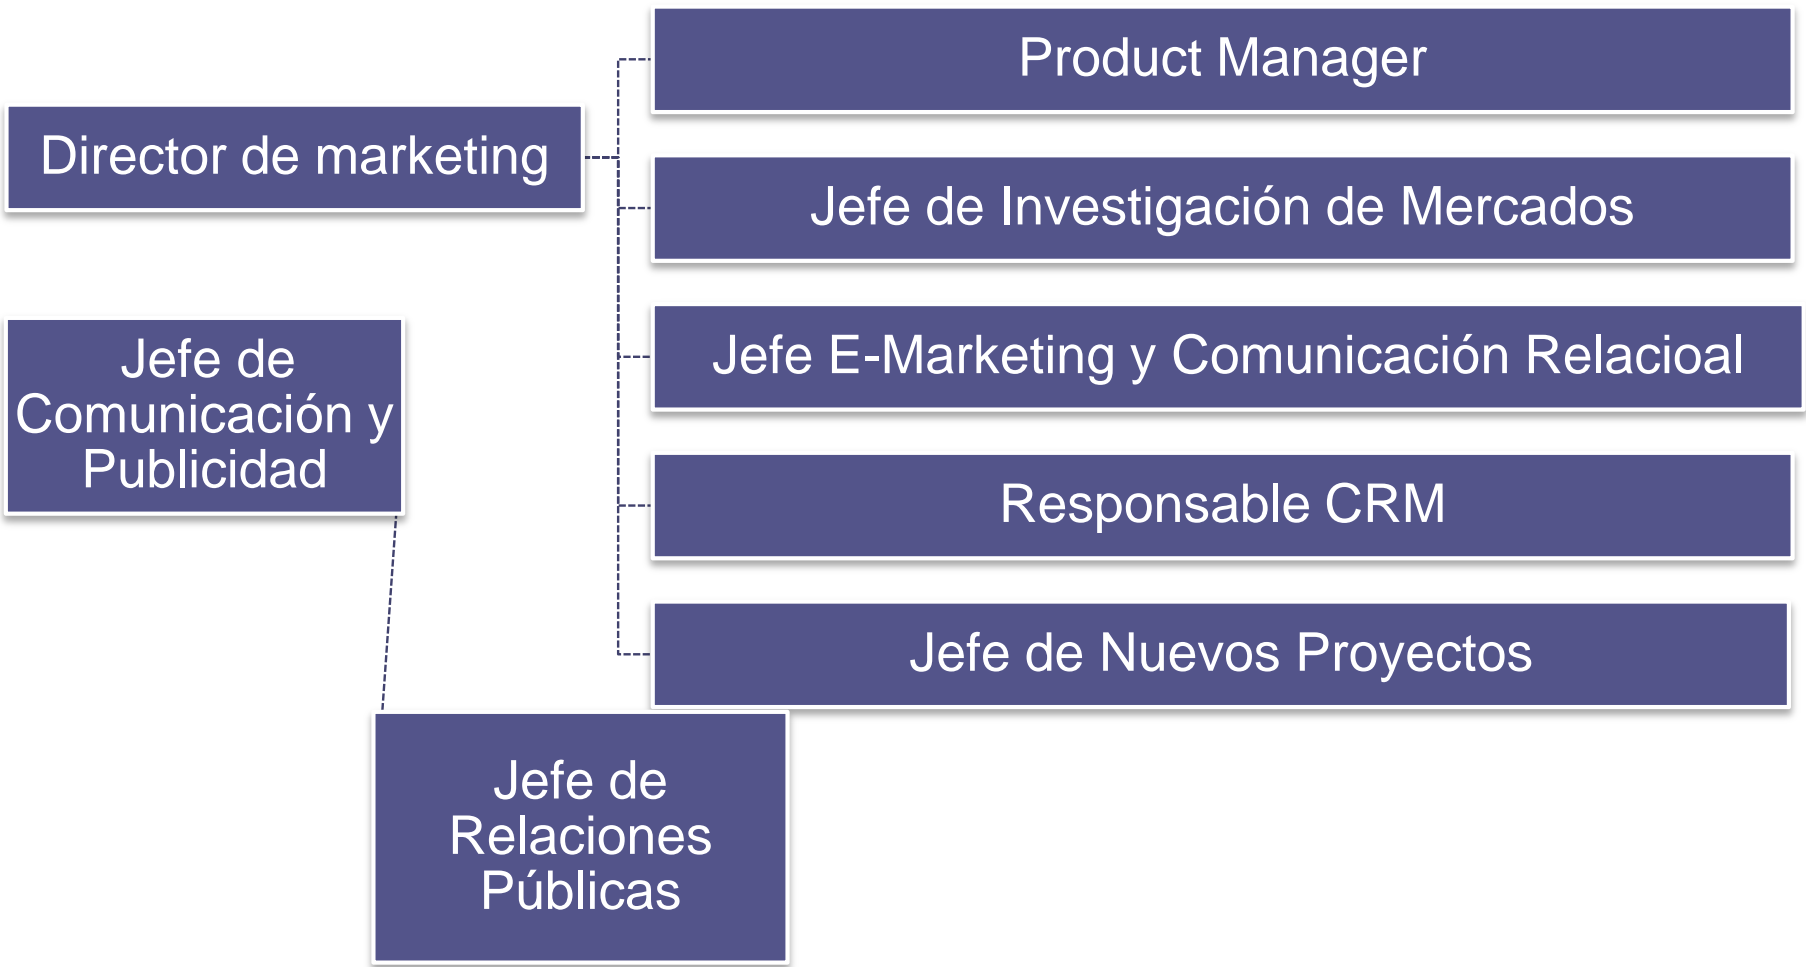 Director de marketing
Product Manager
Jefe de Investigación de Mercados
Jefe E-Marketing y Comunicación Relacioal
Responsable CRM
Jefe de Nuevos Proyectos
Jefe de
Comunicación y
Publicidad
Jefe de
Relaciones
Públicas